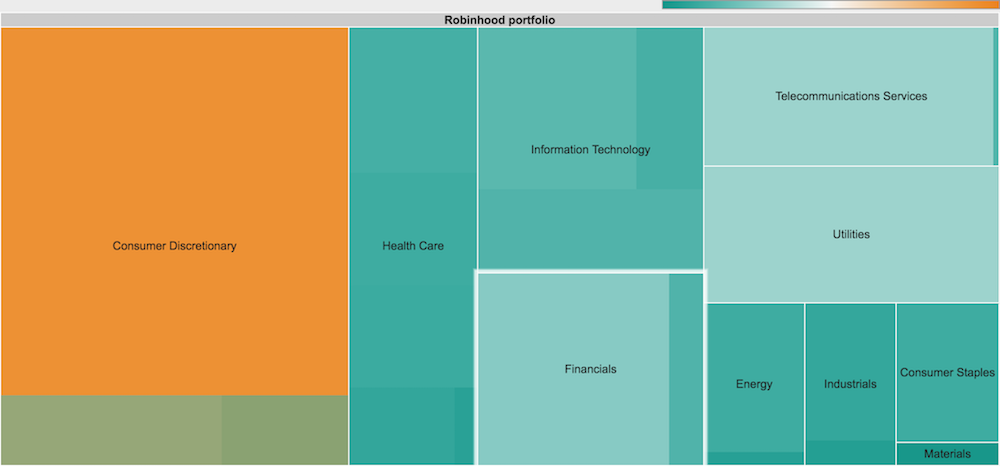 Robinhood portfolio
Telecommunications Services
Information Technology
Utilities
Consumer Discretionary
Health Care
Financials
Energy
Industrials
Consumer Staples
Materials